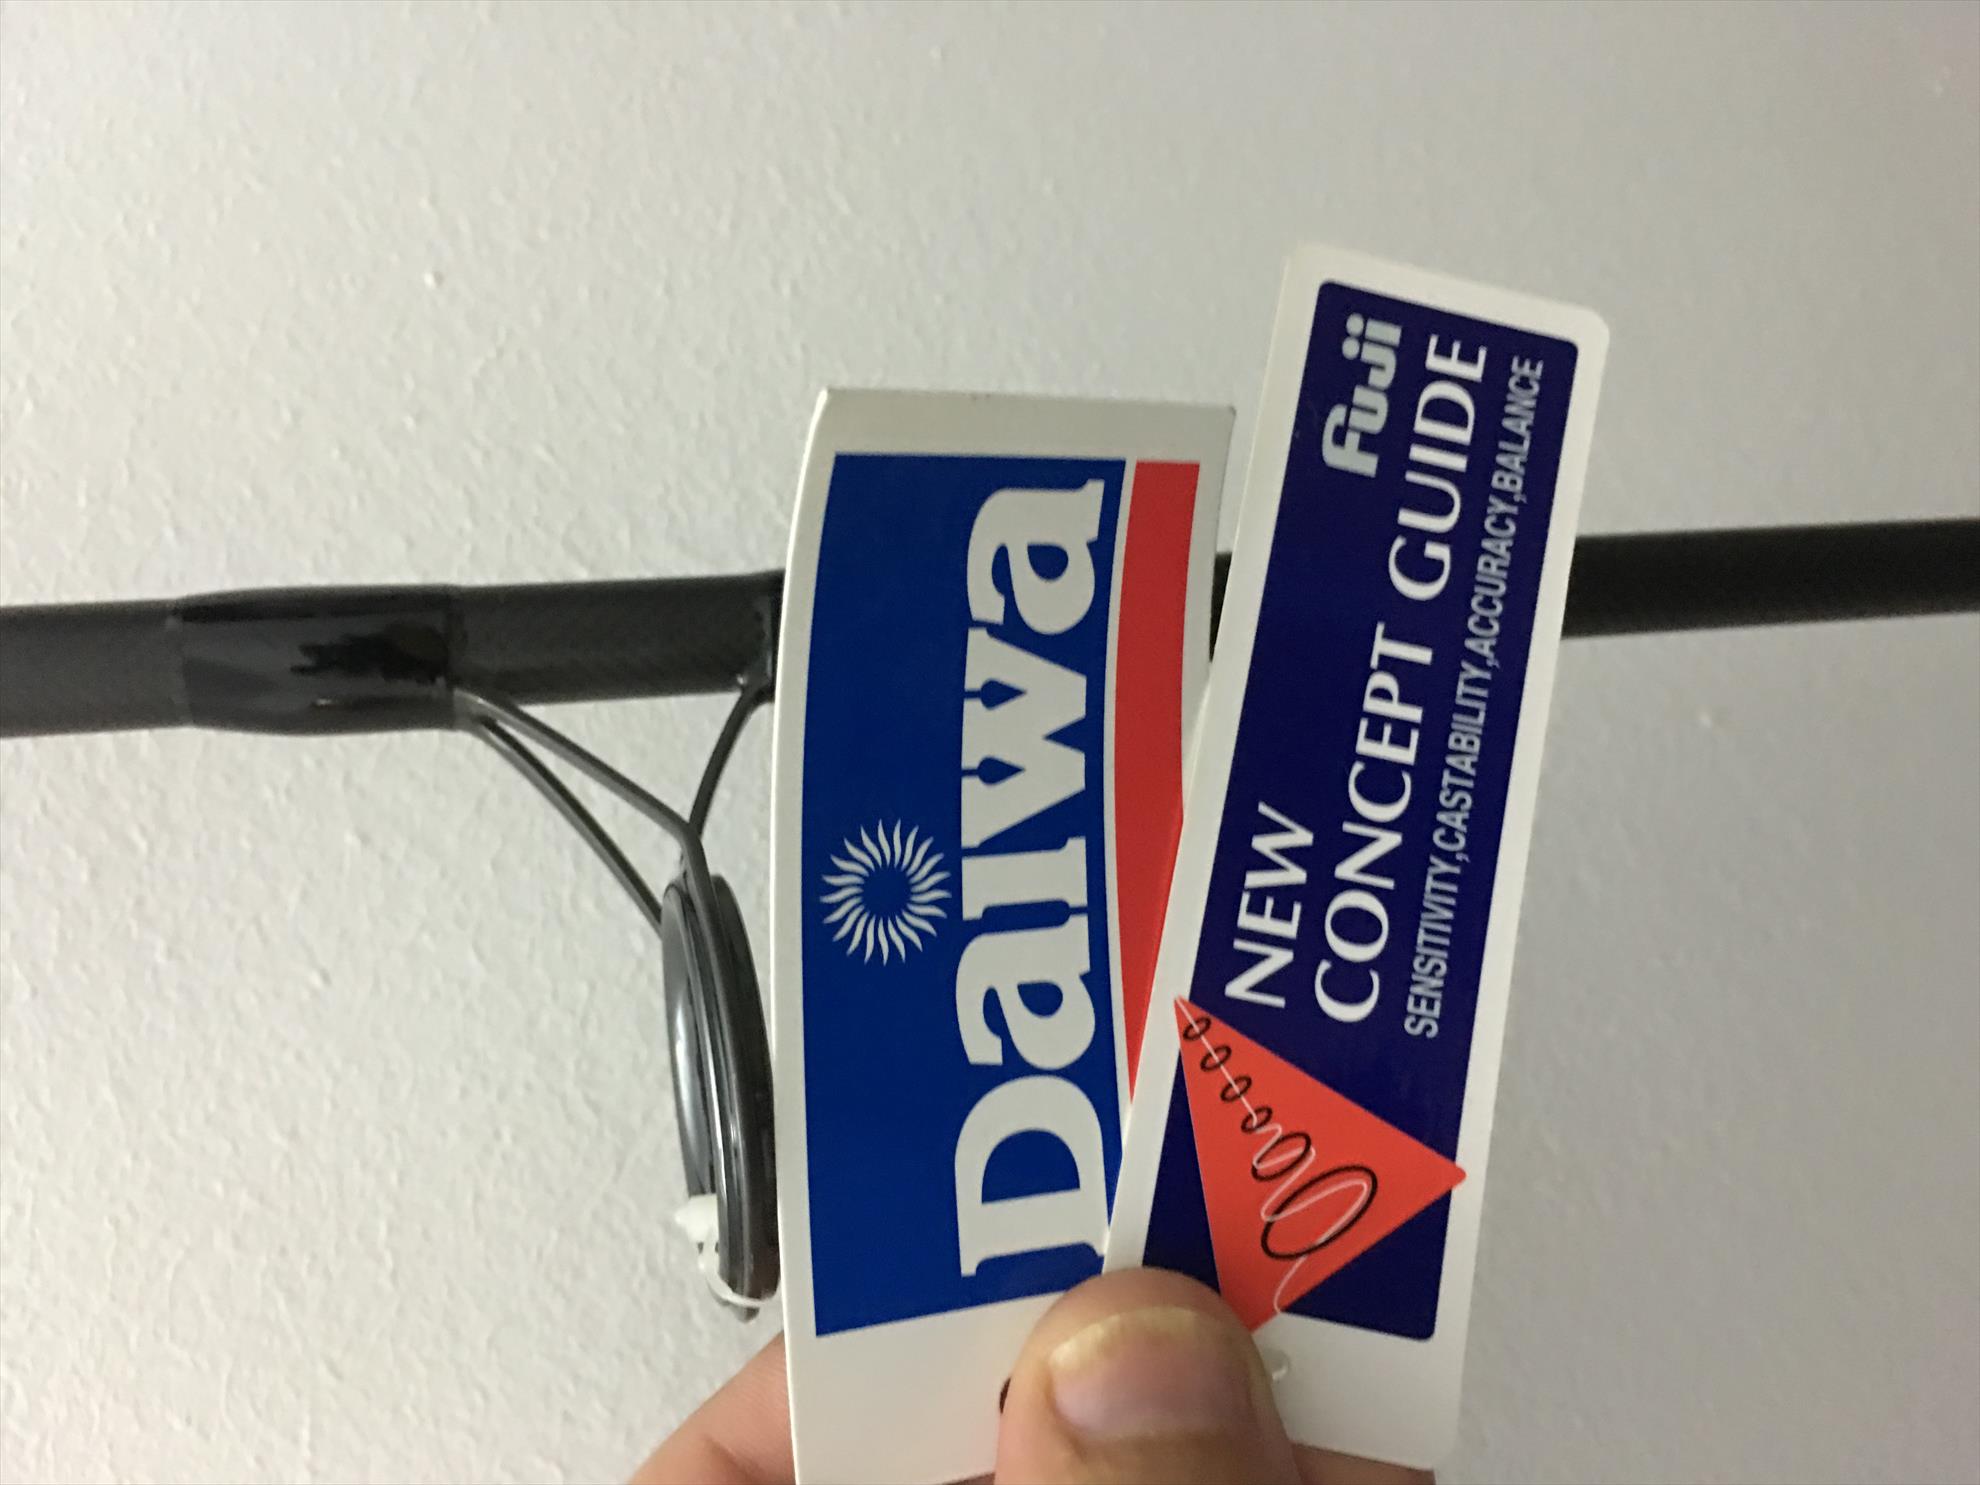 Daiwa
Fuji
NEW
CONCEPT GUIDE
SENSITIVITY,CASTABILITY,ACCURACY,BALANCE